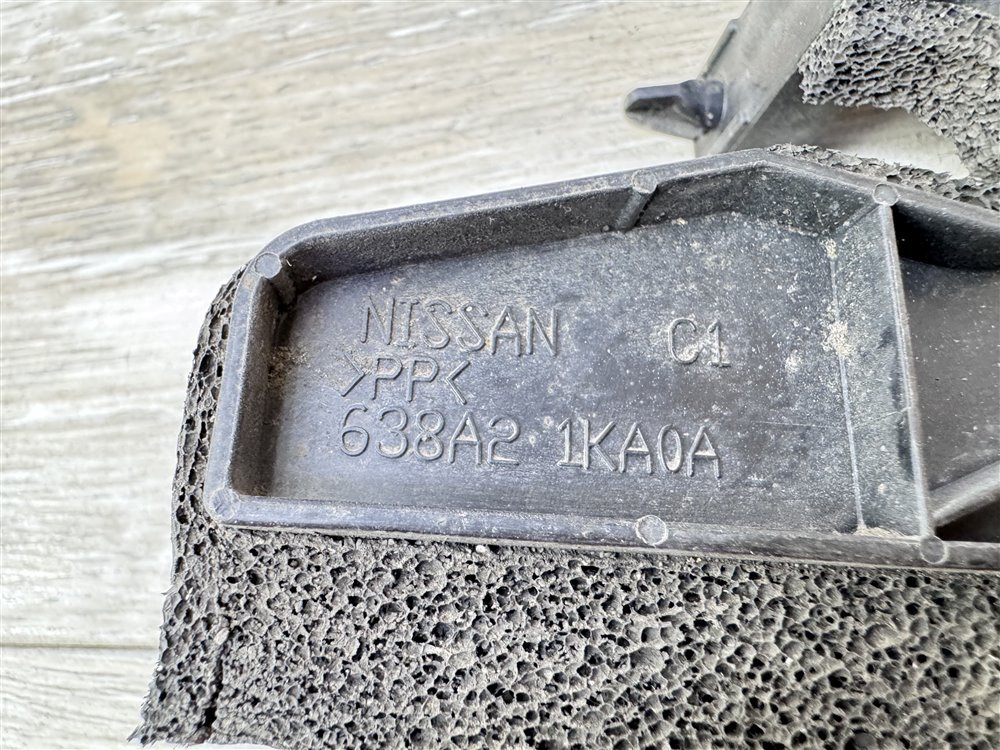 NISSAN C1
>PP<
638A2 1KA0A